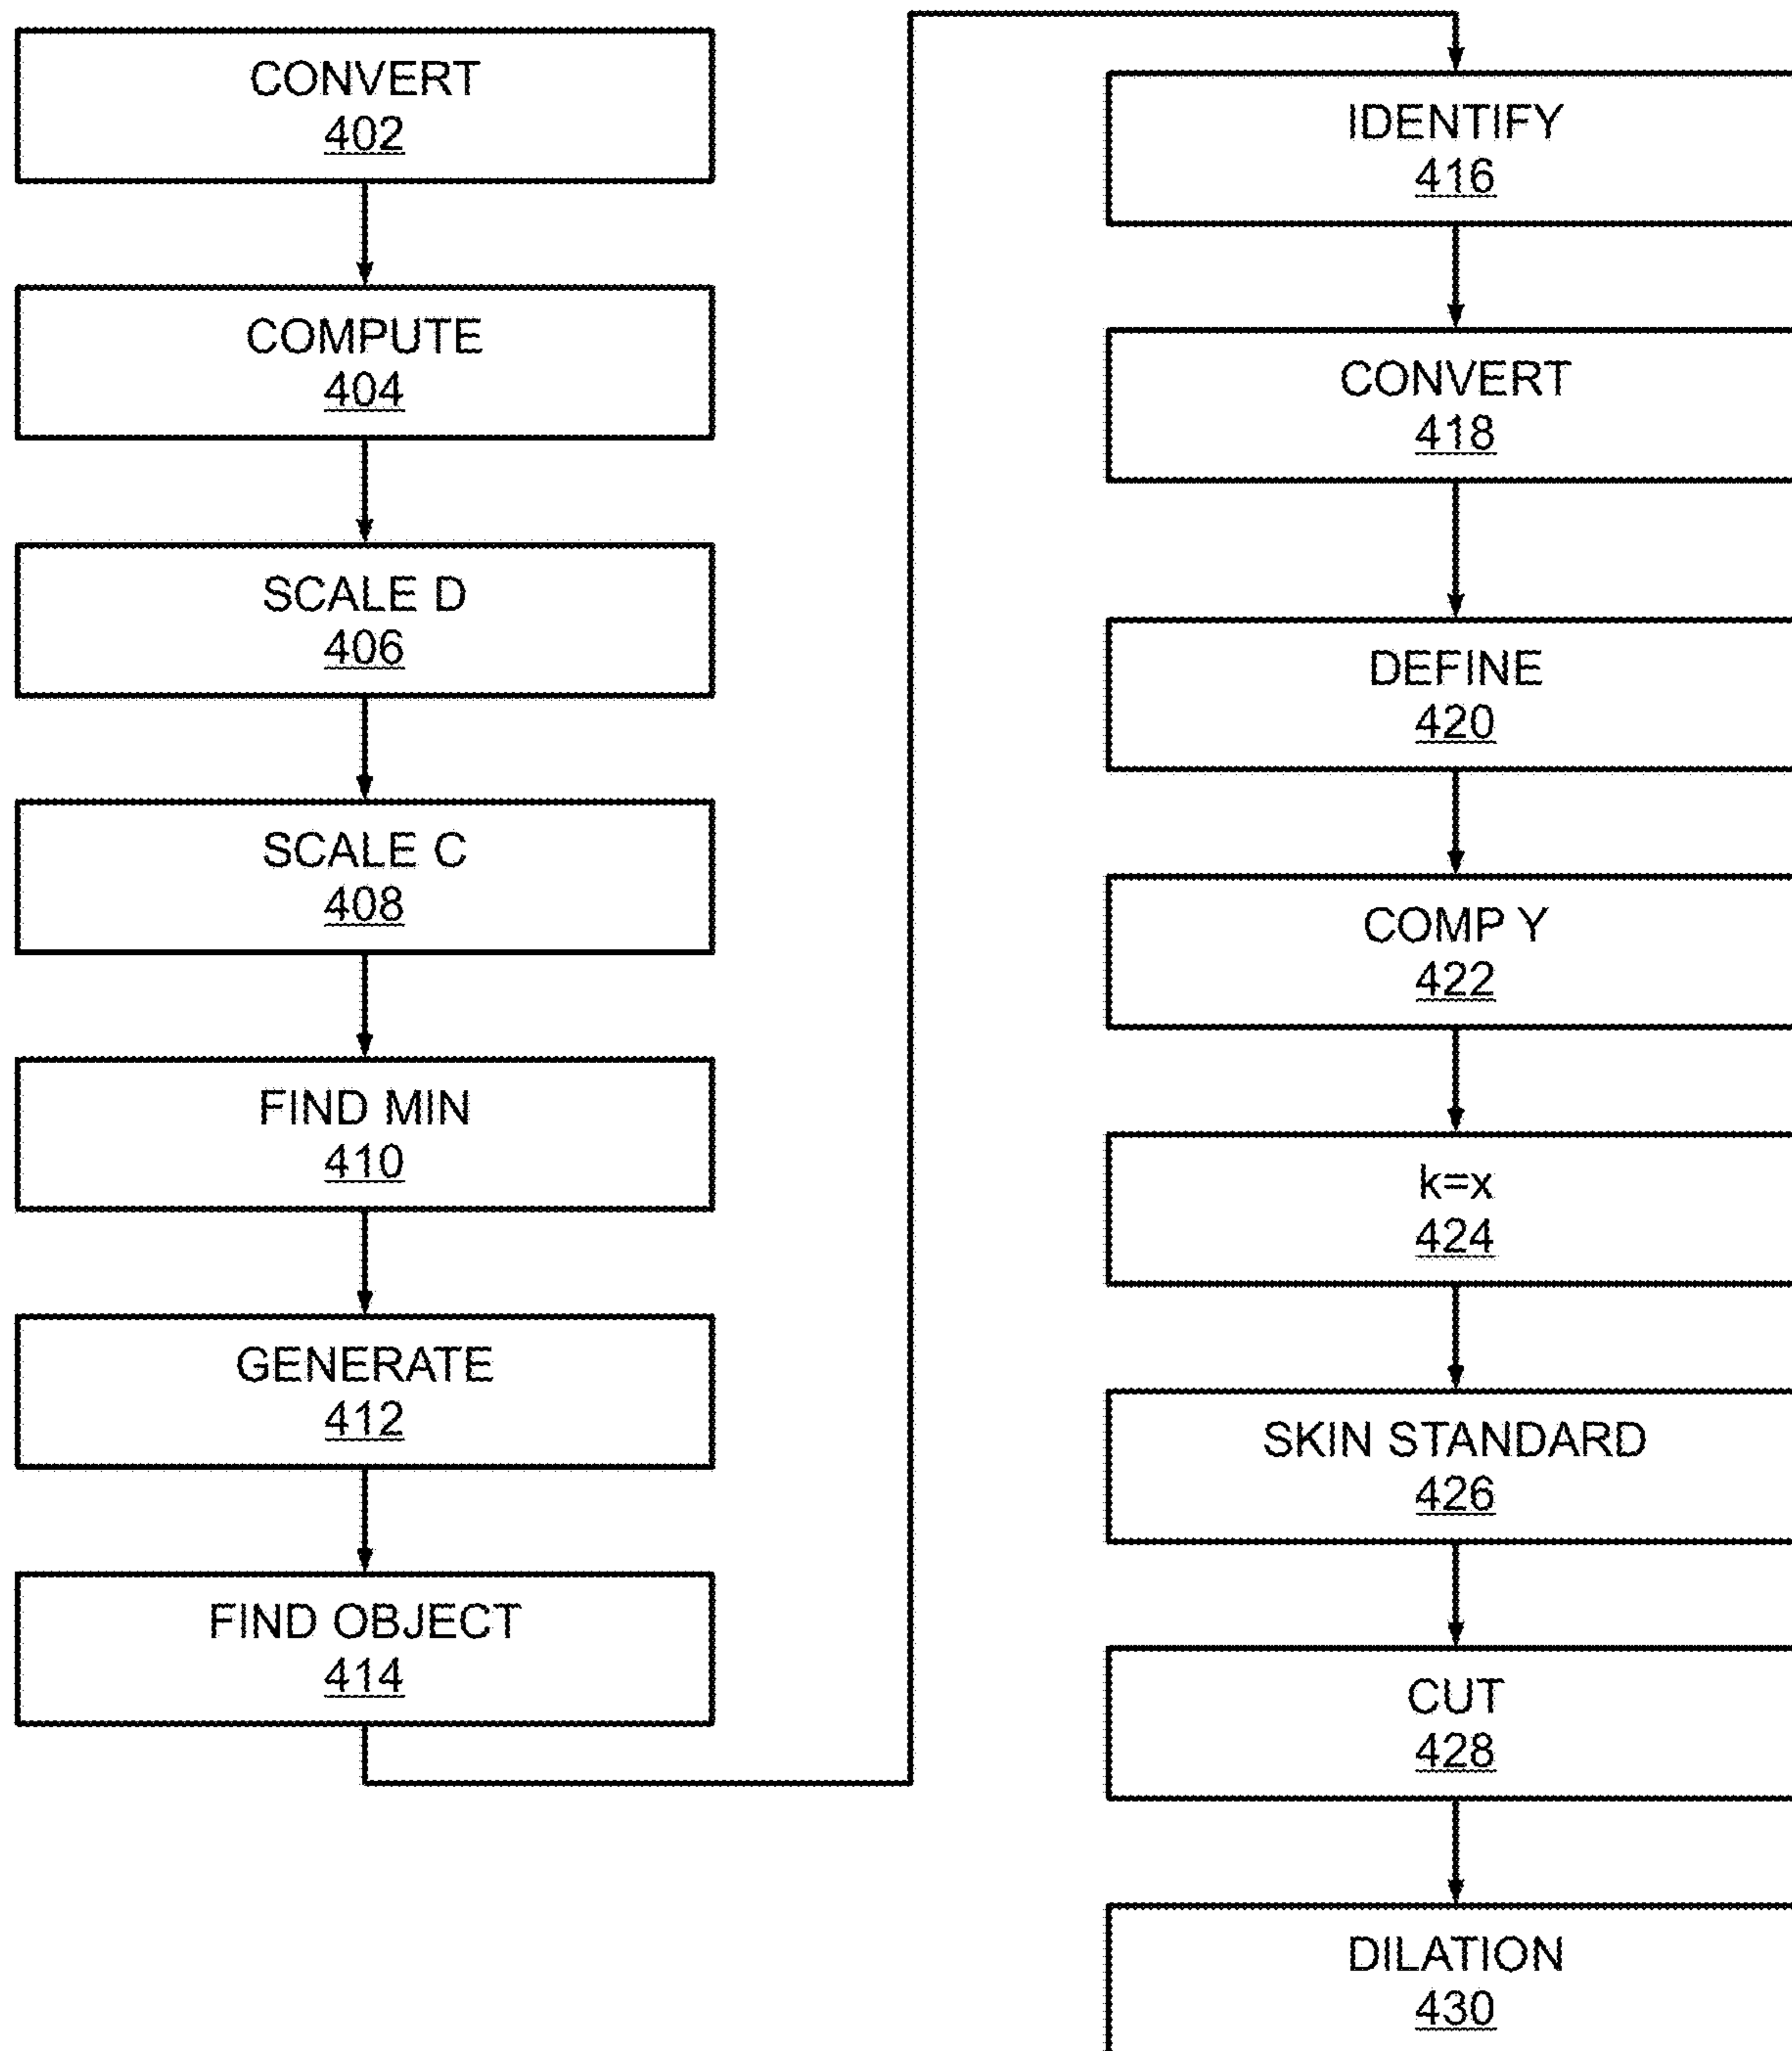 CONVERT
402
COMPUTE
404
SCALE D
406
SCALE C
408
FIND MIN
410
GENERATE
412
FIND OBJECT
414
IDENTIFY
416
CONVERT
418
DEFINE
420
COMP Y
422
k=x
424
SKIN STANDARD
426
CUT
428
DILATION
430